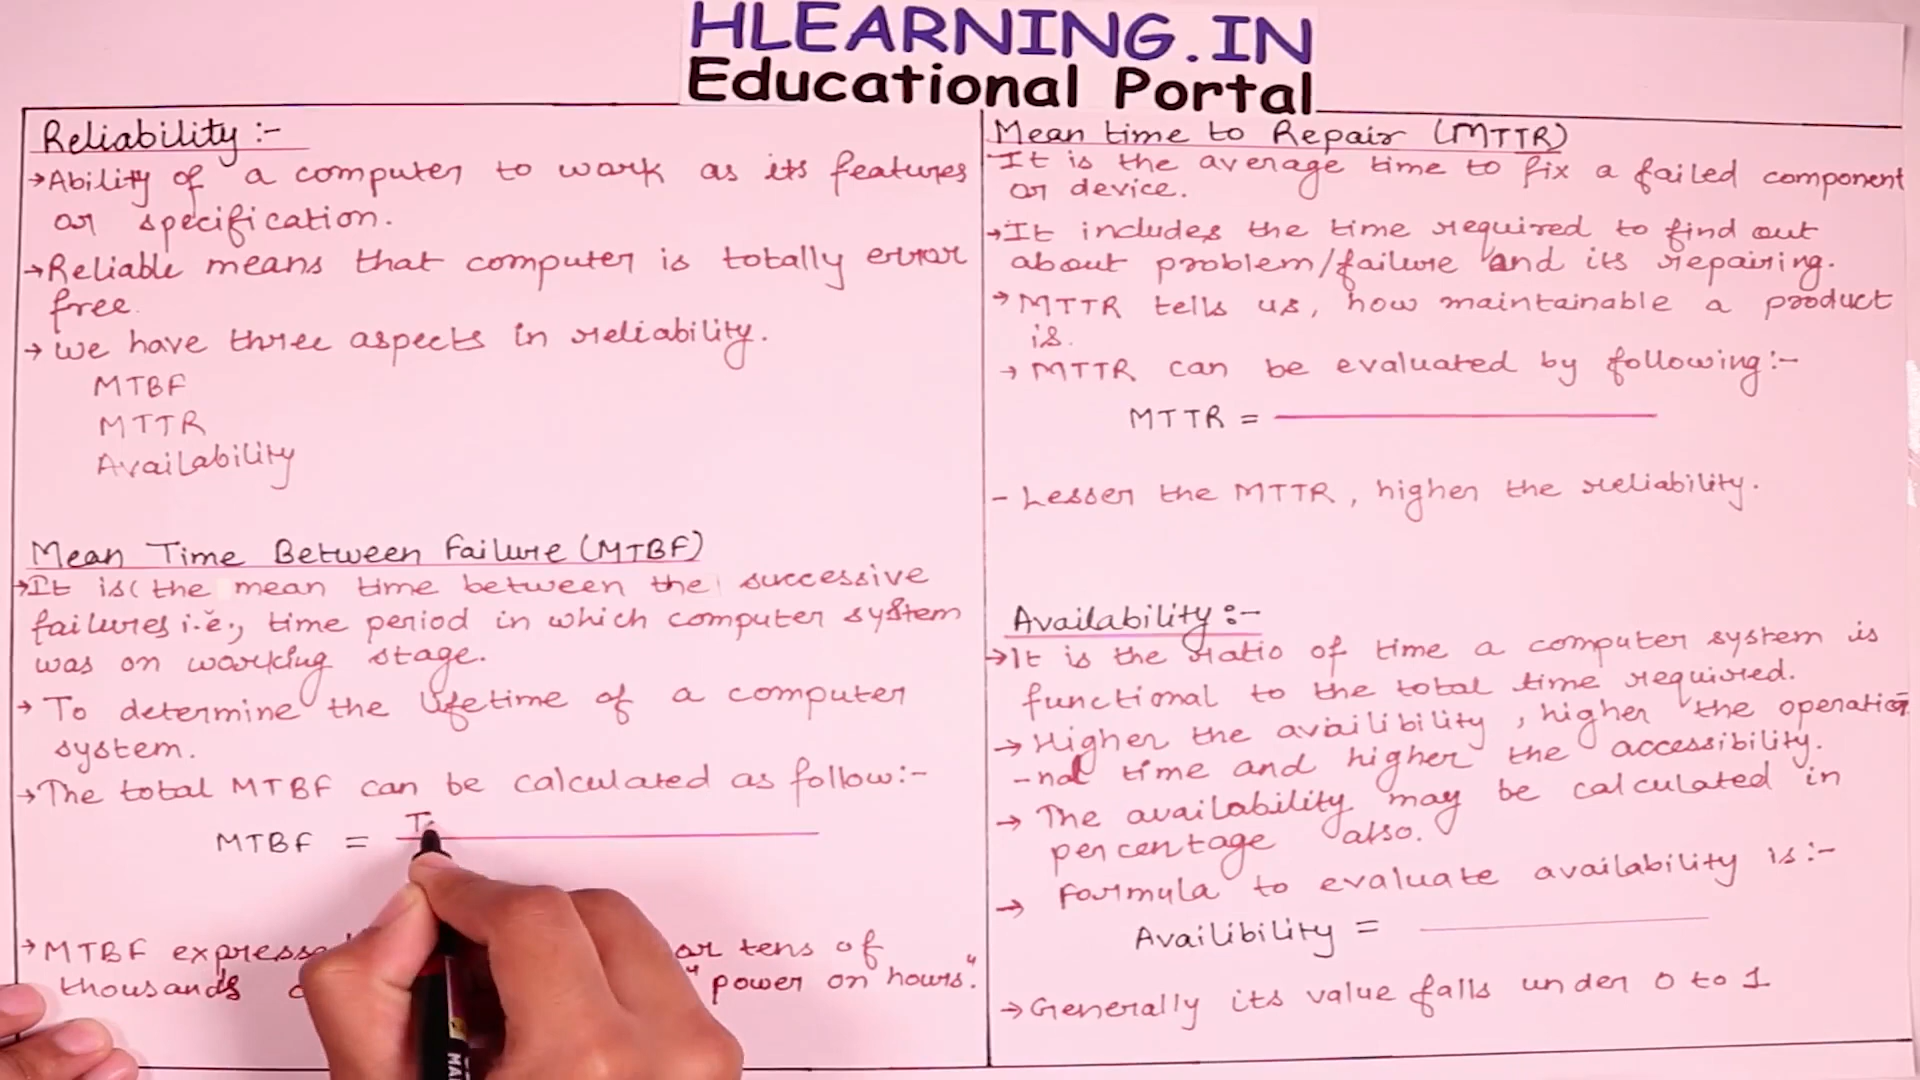 HLEARNING.IN
Educational Portal
Reliability :-
→Ability of a computer to work as its features
or specification.
→Reliable means that computer is totally error
free.
→ We have three aspects in reliability.
MTBF
MTTR
Availability
Mean Time Between Failure (MTBF)
→It is the mean time between the successive
failures i.e., time period in which computer system
was on working stage.
→ To determine the lifetime of a computer
system.
→The total MTBF can be calculated as follow:-
T
MTBF =
→MTBF or tens of
thousands "power on hours".
Mean time to Repair (MTTR)
It is the average time to fix a failed component
or device.
→It includes the time required to find out
about problem/failure and its repairing.
→ MTTR tells us, how maintainable a product
is.
→ MTTR can be evaluated by following:-
MTTR =
- Lesser the MTTR, higher the reliability.
Availability:-
→It is the ratio of time a computer system is
functional to the total time required.
→ Higher the availibility, higher the operatio
-nal time and higher the accessibility.
→ The availability may be calculated in
percentage also.
→ Formula to evaluate availability is:-
Availibility =
→Generally its value falls under 0 to 1